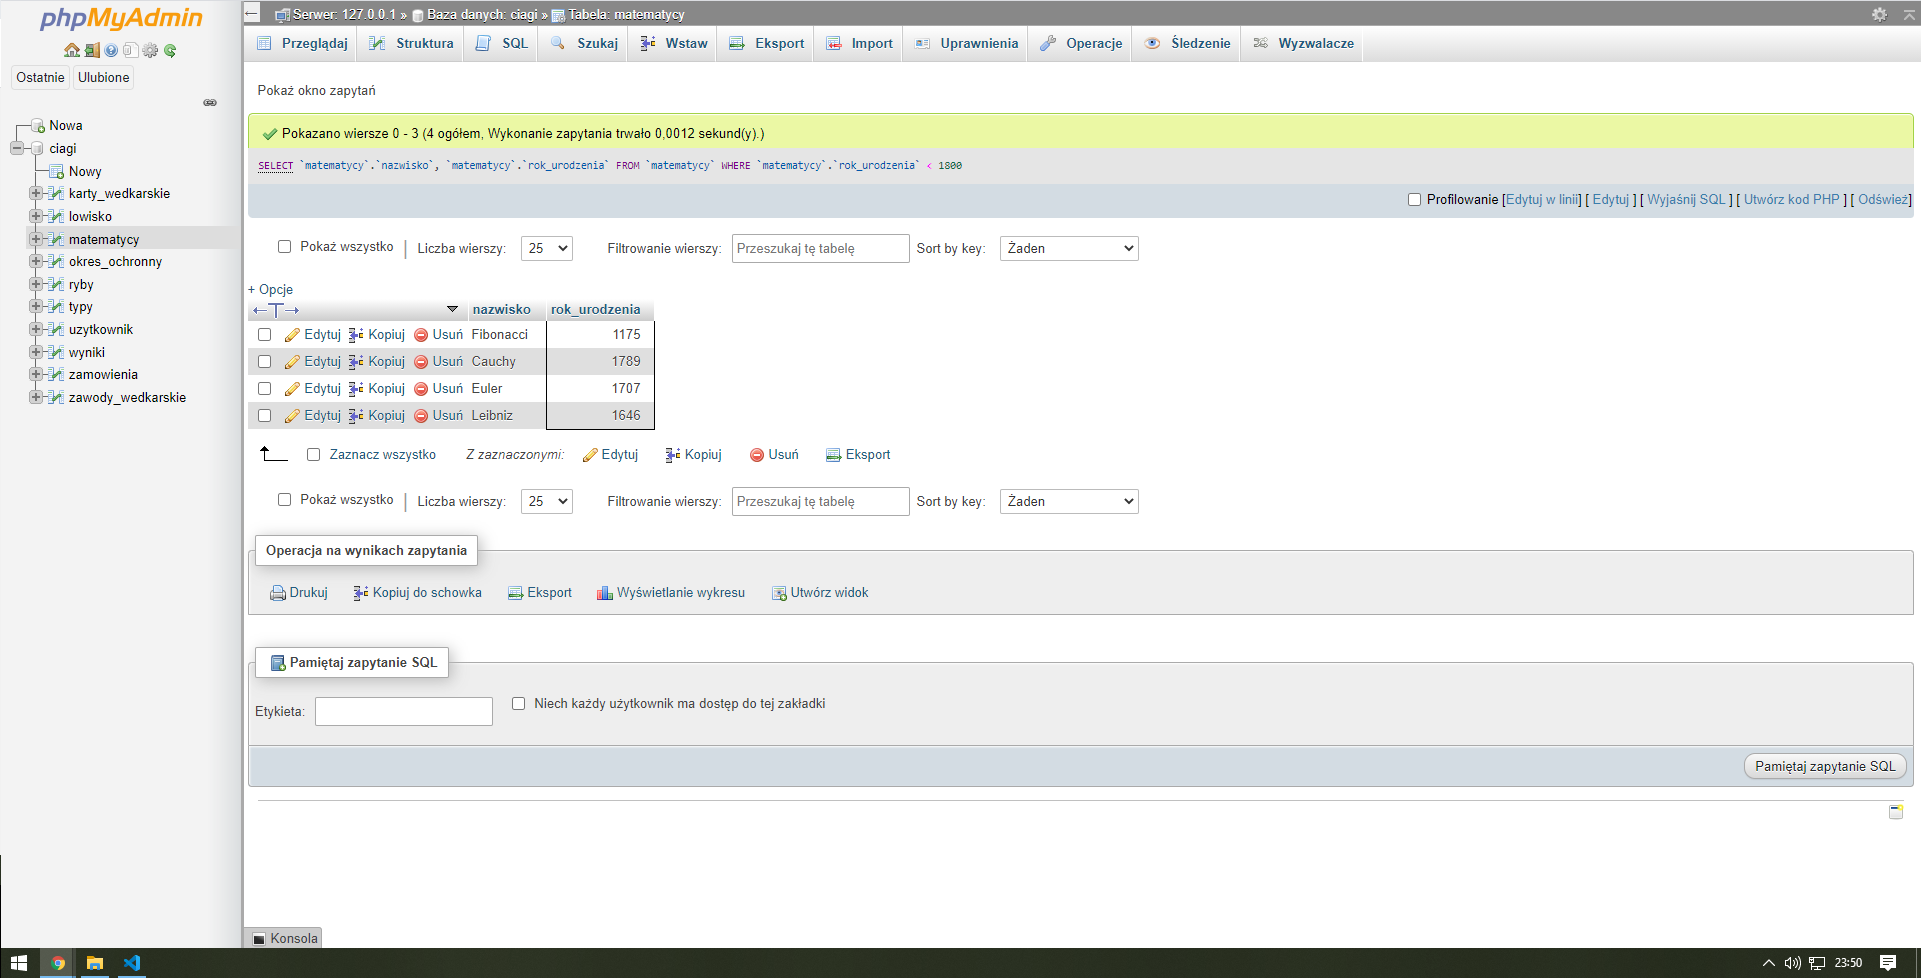 phpMyAdmin
Ostatnie Ulubione
Nowa
ciagi
Nowy
karty_wedkarskie
lowisko
matematycy
okres_ochronny
ryby
typy
uzytkownik
wyniki
zamowienia
zawody_wedkarskie
Serwer: 127.0.0.1 » Baza danych: ciagi » Tabela: matematycy
Przeglądaj Struktura SQL Szukaj Wstaw Eksport Import Uprawnienia Operacje Śledzenie Wyzwalacze
Pokaż okno zapytań
Pokazano wiersze 0 - 3 (4 ogółem, Wykonanie zapytania trwało 0,0012 sekund(y).)
SELECT `matematycy`.`nazwisko`, `matematycy`.`rok_urodzenia` FROM `matematycy` WHERE `matematycy`.`rok_urodzenia` < 1800
Profilowanie [Edytuj w linii] [ Edytuj ] [ Wyjaśnij SQL ] [ Utwórz kod PHP ] [ Odśwież]
Pokaż wszystko | Liczba wierszy: 25 Filtrowanie wierszy: Przeszukaj tę tabelę Sort by key: Żaden
+ Opcje
←T→ nazwisko rok_urodzenia
Edytuj Kopiuj Usuń Fibonacci 1175
Edytuj Kopiuj Usuń Cauchy 1789
Edytuj Kopiuj Usuń Euler 1707
Edytuj Kopiuj Usuń Leibniz 1646
Zaznacz wszystko Z zaznaczonymi: Edytuj Kopiuj Usuń Eksport
Pokaż wszystko | Liczba wierszy: 25 Filtrowanie wierszy: Przeszukaj tę tabelę Sort by key: Żaden
Operacja na wynikach zapytania
Drukuj Kopiuj do schowka Eksport Wyświetlanie wykresu Utwórz widok
Pamiętaj zapytanie SQL
Etykieta: Niech każdy użytkownik ma dostęp do tej zakładki
Pamiętaj zapytanie SQL
Konsola
23:50